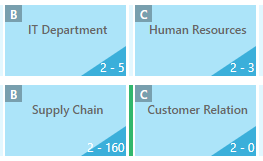 B
IT Department
2 - 5
C
Human Resources
2 - 3
B
Supply Chain
2 - 160
C
Customer Relation
2 - 0